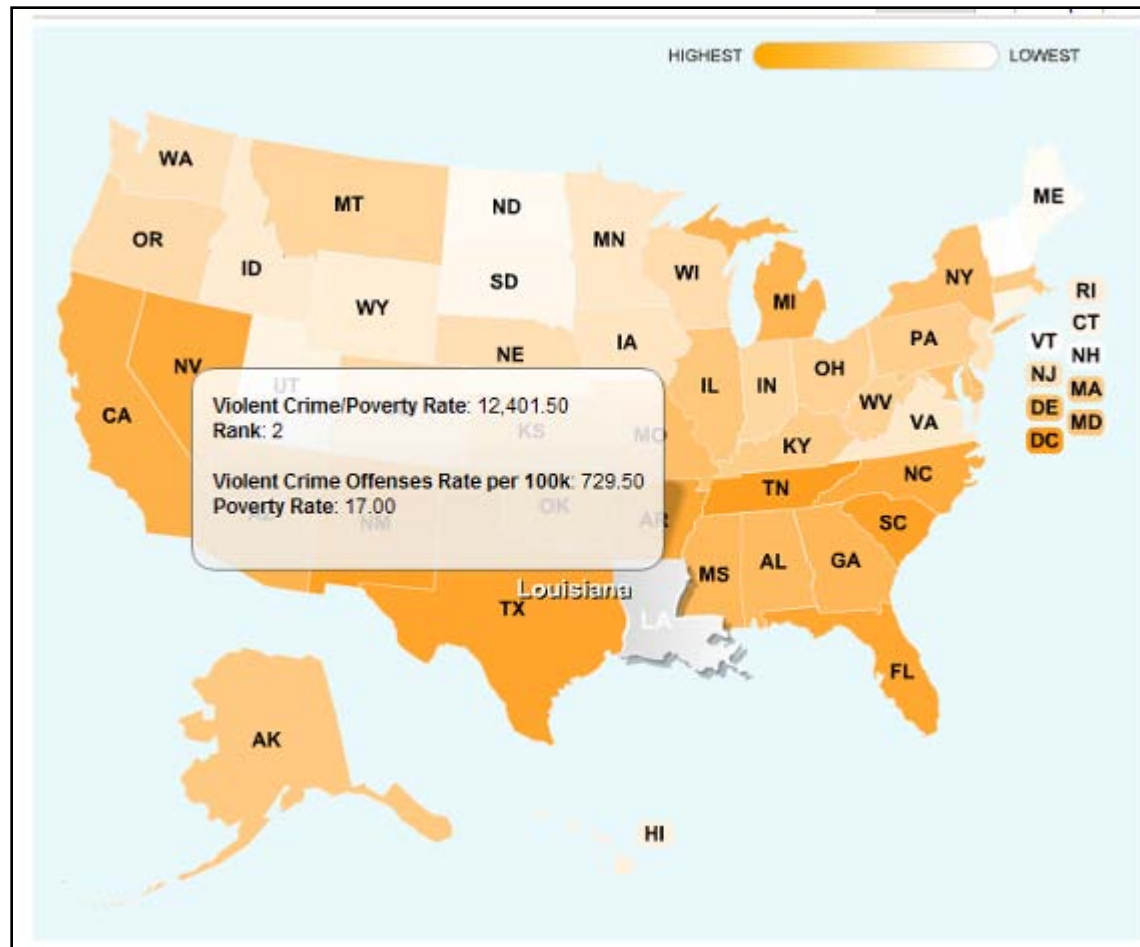 HIGHEST LOWEST
WA
MT
ND
ME
OR
ID
MN
SD
WI
NY
MI
WY
RI
CT
NE
IA
PA
VT
NH
NV
UT
OH
NJ
IL
IN
MA
CA
WV
DE
VA
MD
KS
MO
KY
DC
Violent Crime/Poverty Rate: 12,401.50
Rank: 2
Violent Crime Offenses Rate per 100k: 729.50
Poverty Rate: 17.00
NC
TN
OK
AR
NM
SC
MS
AL
GA
Louisiana
TX
LA
FL
AK
HI